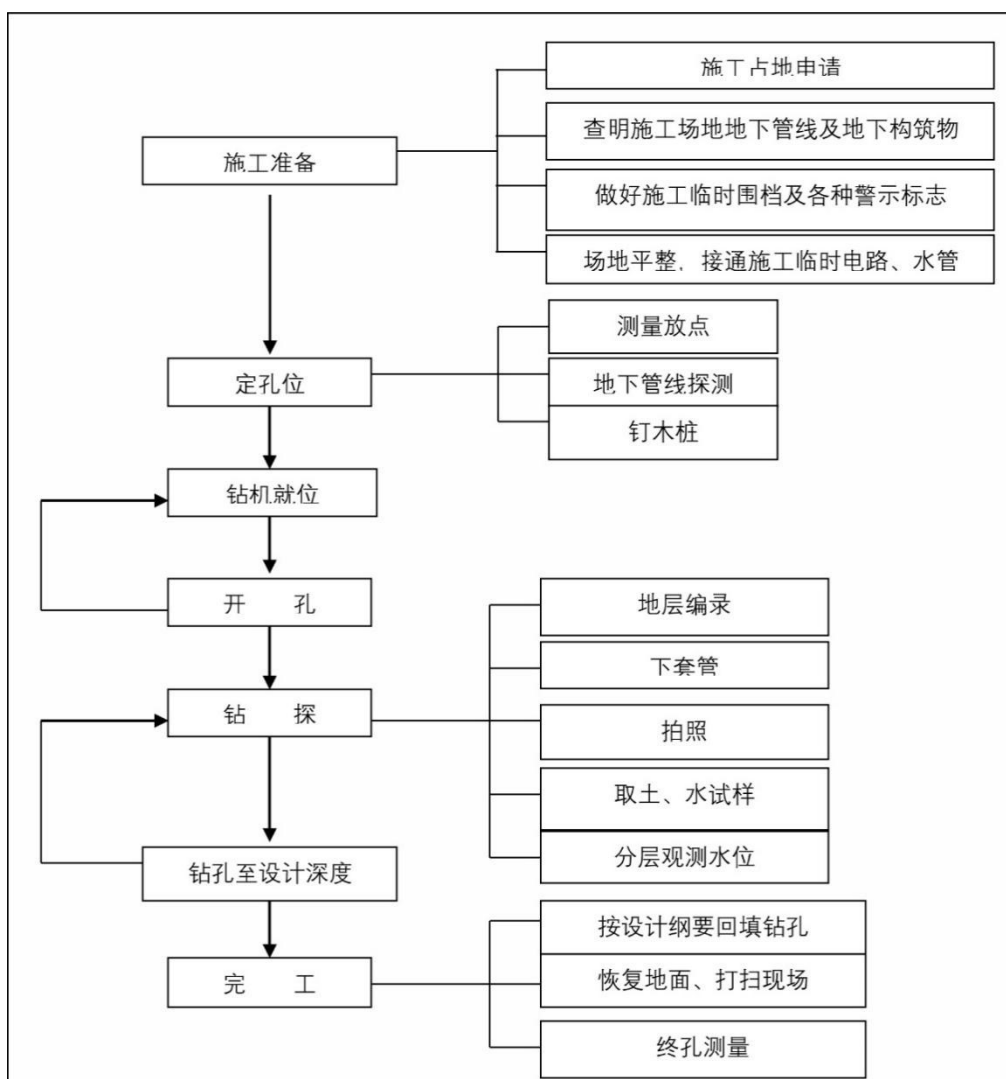 施工占地申请
查明施工场地地下管线及地下构筑物
施工准备
做好施工临时围档及各种警示标志
场地平整，接通施工临时电路、水管
测量放点
定孔位
地下管线探测
钉木桩
钻机就位
开 孔
地层编录
下套管
钻 探
拍照
取土、水试样
分层观测水位
钻孔至设计深度
按设计纲要回填钻孔
完 工
恢复地面、打扫现场
终孔测量